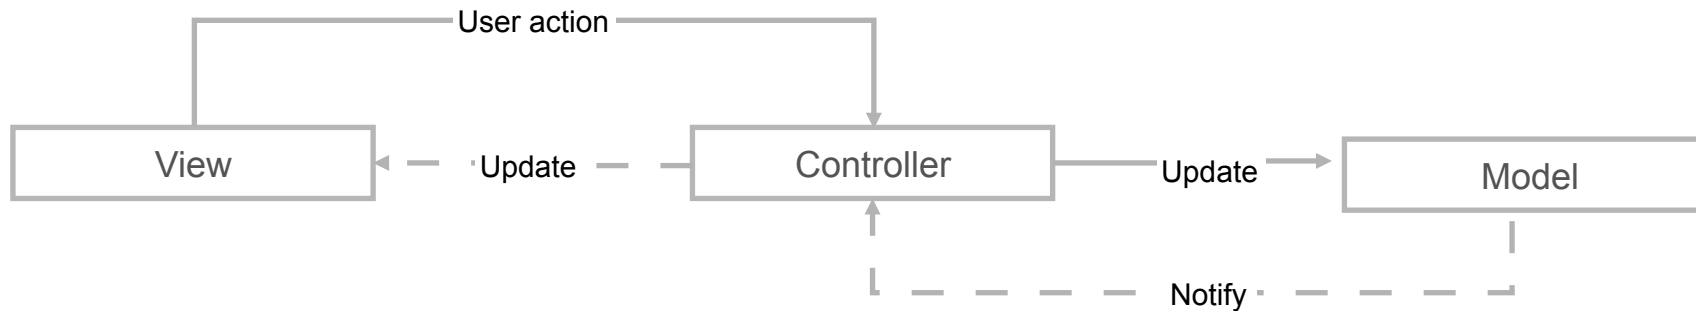 User action
View
Update
Controller
Update
Model
Notify